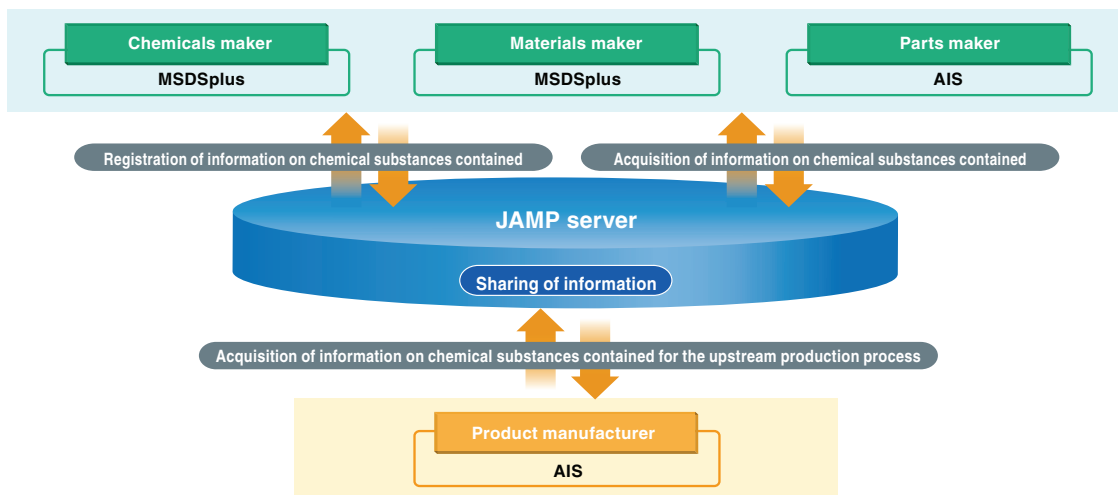 Chemicals maker
MSDSplus
Materials maker
MSDSplus
Parts maker
AIS
Registration of information on chemical substances contained
Acquisition of information on chemical substances contained
JAMP server
Sharing of information
Acquisition of information on chemical substances contained for the upstream production process
Product manufacturer
AIS